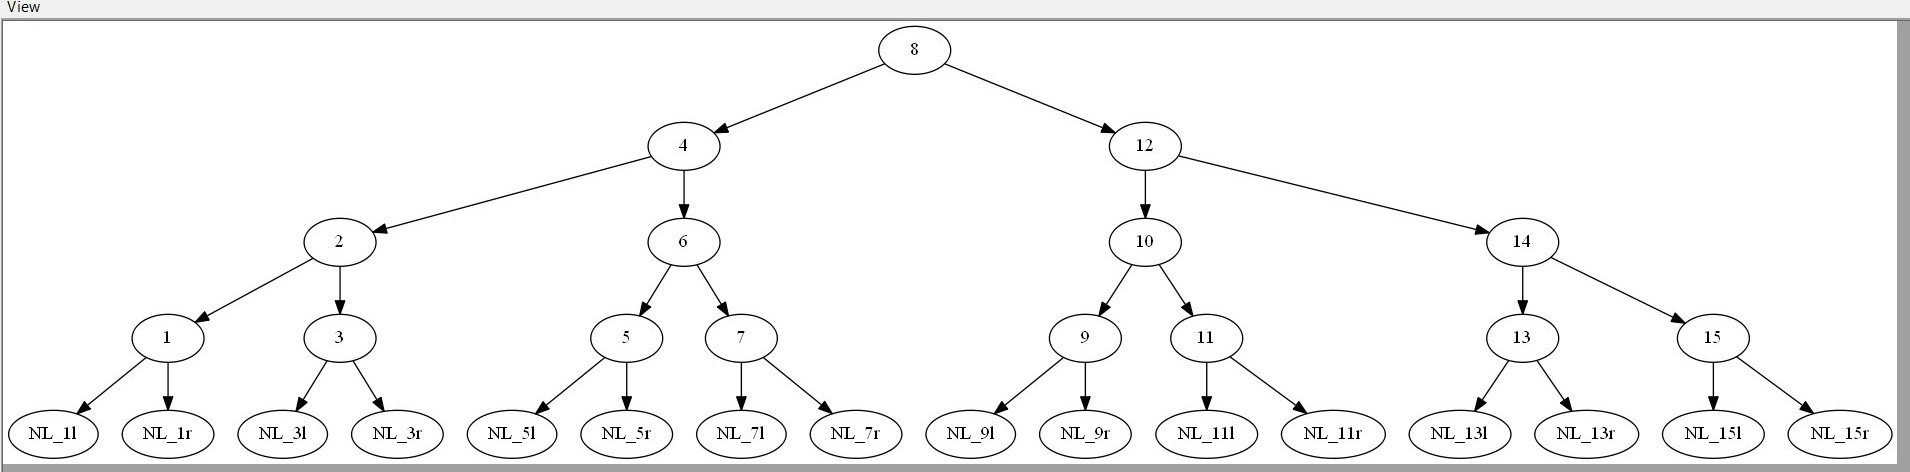 View
8
4 12
2 6 10 14
1 3 5 7 9 11 13 15
NL_1l NL_1r NL_3l NL_3r NL_5l NL_5r NL_7l NL_7r NL_9l NL_9r NL_11l NL_11r NL_13l NL_13r NL_15l NL_15r